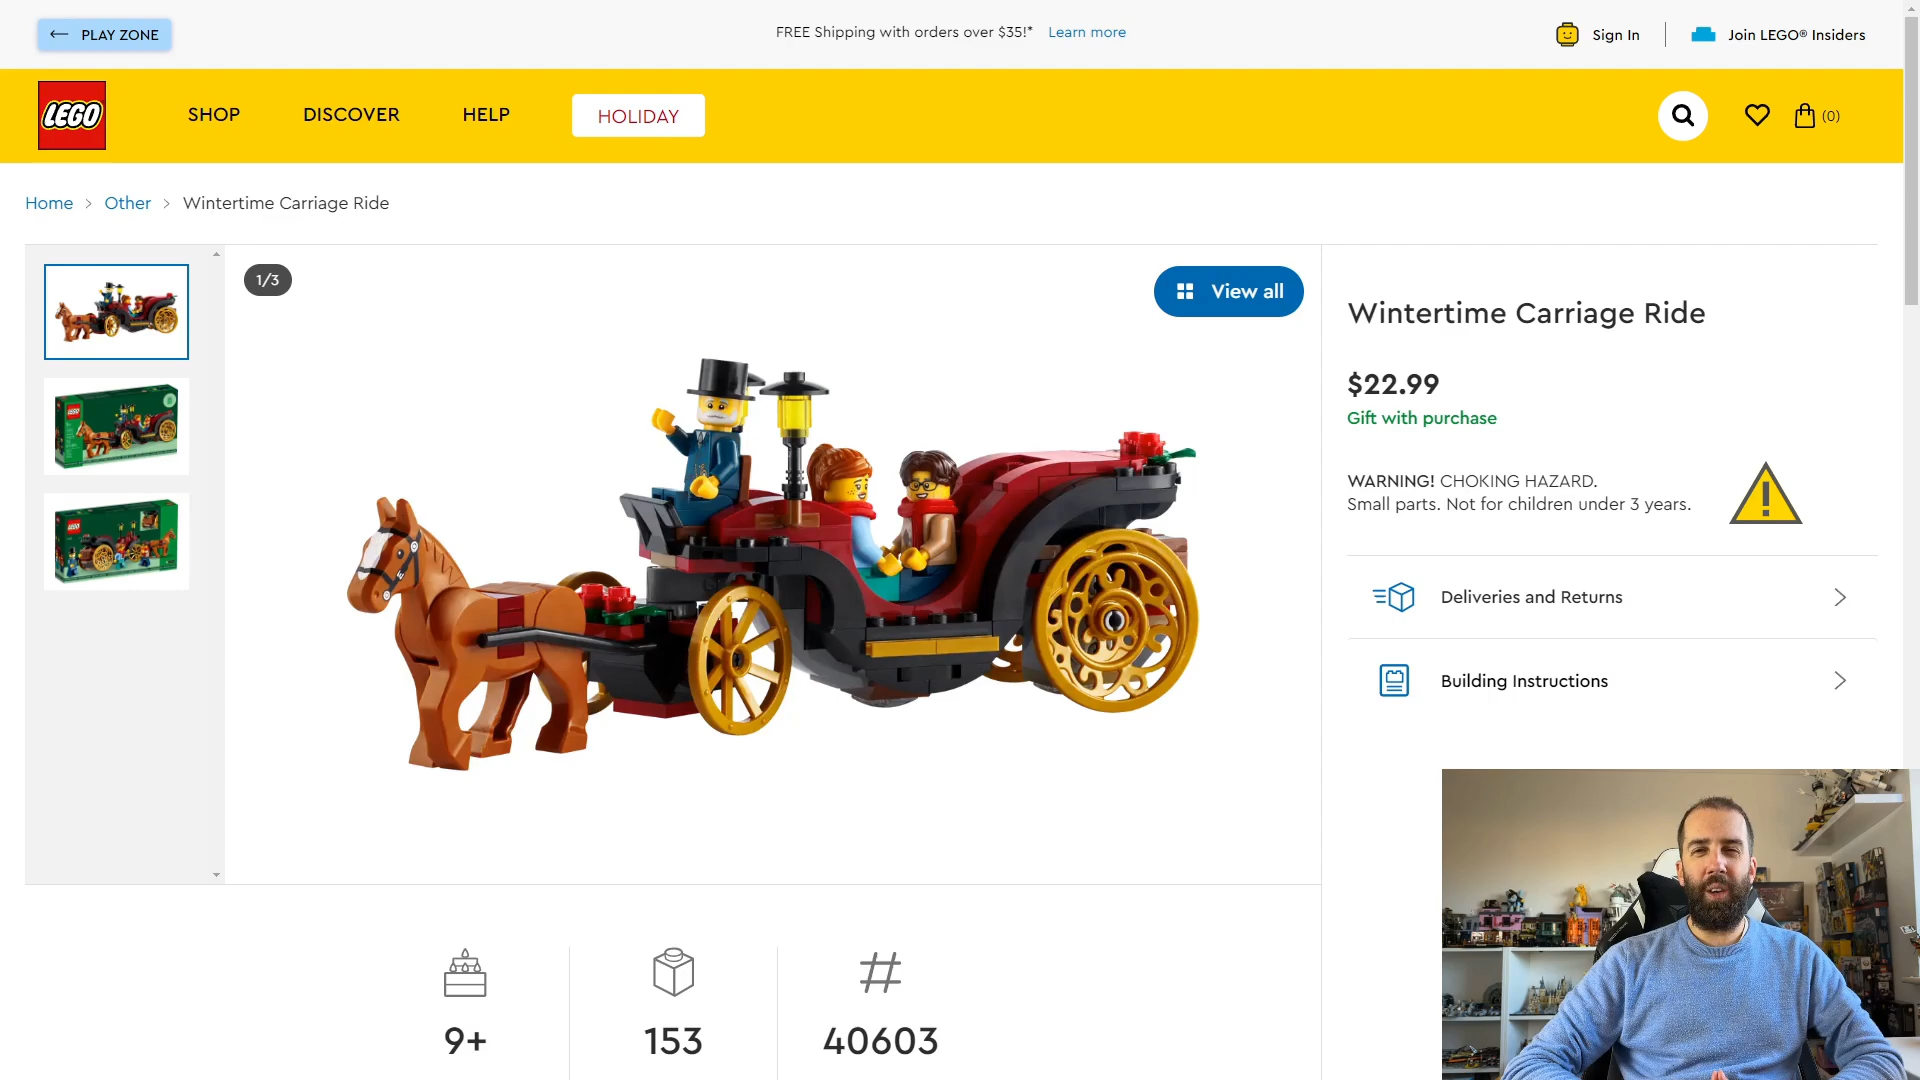 PLAY ZONE
FREE Shipping with orders over $35!* Learn more
Sign In
Join LEGO® Insiders
LEGO
SHOP
DISCOVER
HELP
HOLIDAY
(0)
Home > Other > Wintertime Carriage Ride
1/3
View all
LEGO
LEGO
Wintertime Carriage Ride
$22.99
Gift with purchase
WARNING! CHOKING HAZARD.
Small parts. Not for children under 3 years.
Deliveries and Returns
Building Instructions
9+
153
40603